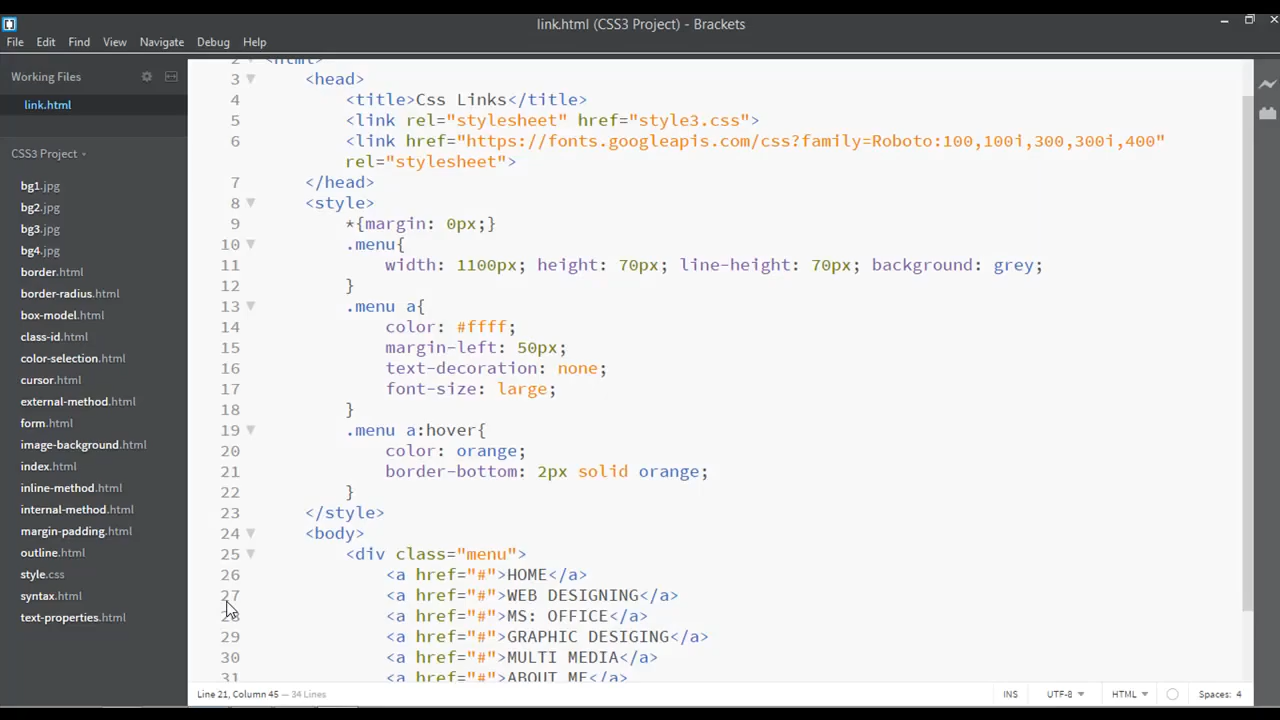 link.html (CSS3 Project) - Brackets
File Edit Find View Navigate Debug Help
Working Files
link.html
CSS3 Project
bg1.jpg
bg2.jpg
bg3.jpg
bg4.jpg
border.html
border-radius.html
box-model.html
class-id.html
color-selection.html
cursor.html
external-method.html
form.html
image-background.html
index.html
inline-method.html
internal-method.html
margin-padding.html
outline.html
style.css
syntax.html
text-properties.html
2 <html>
3 <head>
4 <title>Css Links</title>
5 <link rel="stylesheet" href="style3.css">
6 <link href="https://fonts.googleapis.com/css?family=Roboto:100,100i,300,300i,400"
rel="stylesheet">
7 </head>
8 <style>
9 *{margin: 0px;}
10 .menu{
11 width: 1100px; height: 70px; line-height: 70px; background: grey;
12 }
13 .menu a{
14 color: #ffff;
15 margin-left: 50px;
16 text-decoration: none;
17 font-size: large;
18 }
19 .menu a:hover{
20 color: orange;
21 border-bottom: 2px solid orange;
22 }
23 </style>
24 <body>
25 <div class="menu">
26 <a href="#">HOME</a>
27 <a href="#">WEB DESIGNING</a>
28 <a href="#">MS: OFFICE</a>
29 <a href="#">GRAPHIC DESIGING</a>
30 <a href="#">MULTI MEDIA</a>
31 <a href="#">ABOUT ME</a>
Line 21, Column 45 — 34 Lines INS UTF-8 HTML Spaces: 4